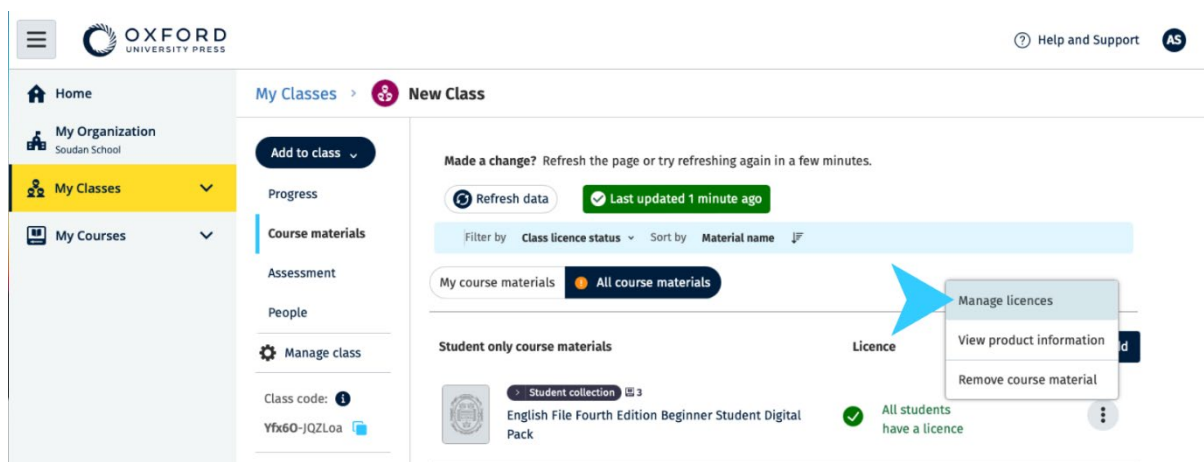 OXFORD
UNIVERSITY PRESS
Help and Support
AS
Home
My Organization
Soudan School
My Classes
My Courses
My Classes > New Class
Add to class
Progress
Course materials
Assessment
People
Manage class
Class code:
Yfx6O-JQZLoa
Made a change? Refresh the page or try refreshing again in a few minutes.
Refresh data
Last updated 1 minute ago
Filter by Class licence status Sort by Material name
My course materials
All course materials
Manage licences
View product information
Remove course material
Student only course materials
Licence
Student collection 3
English File Fourth Edition Beginner Student Digital
Pack
All students
have a licence